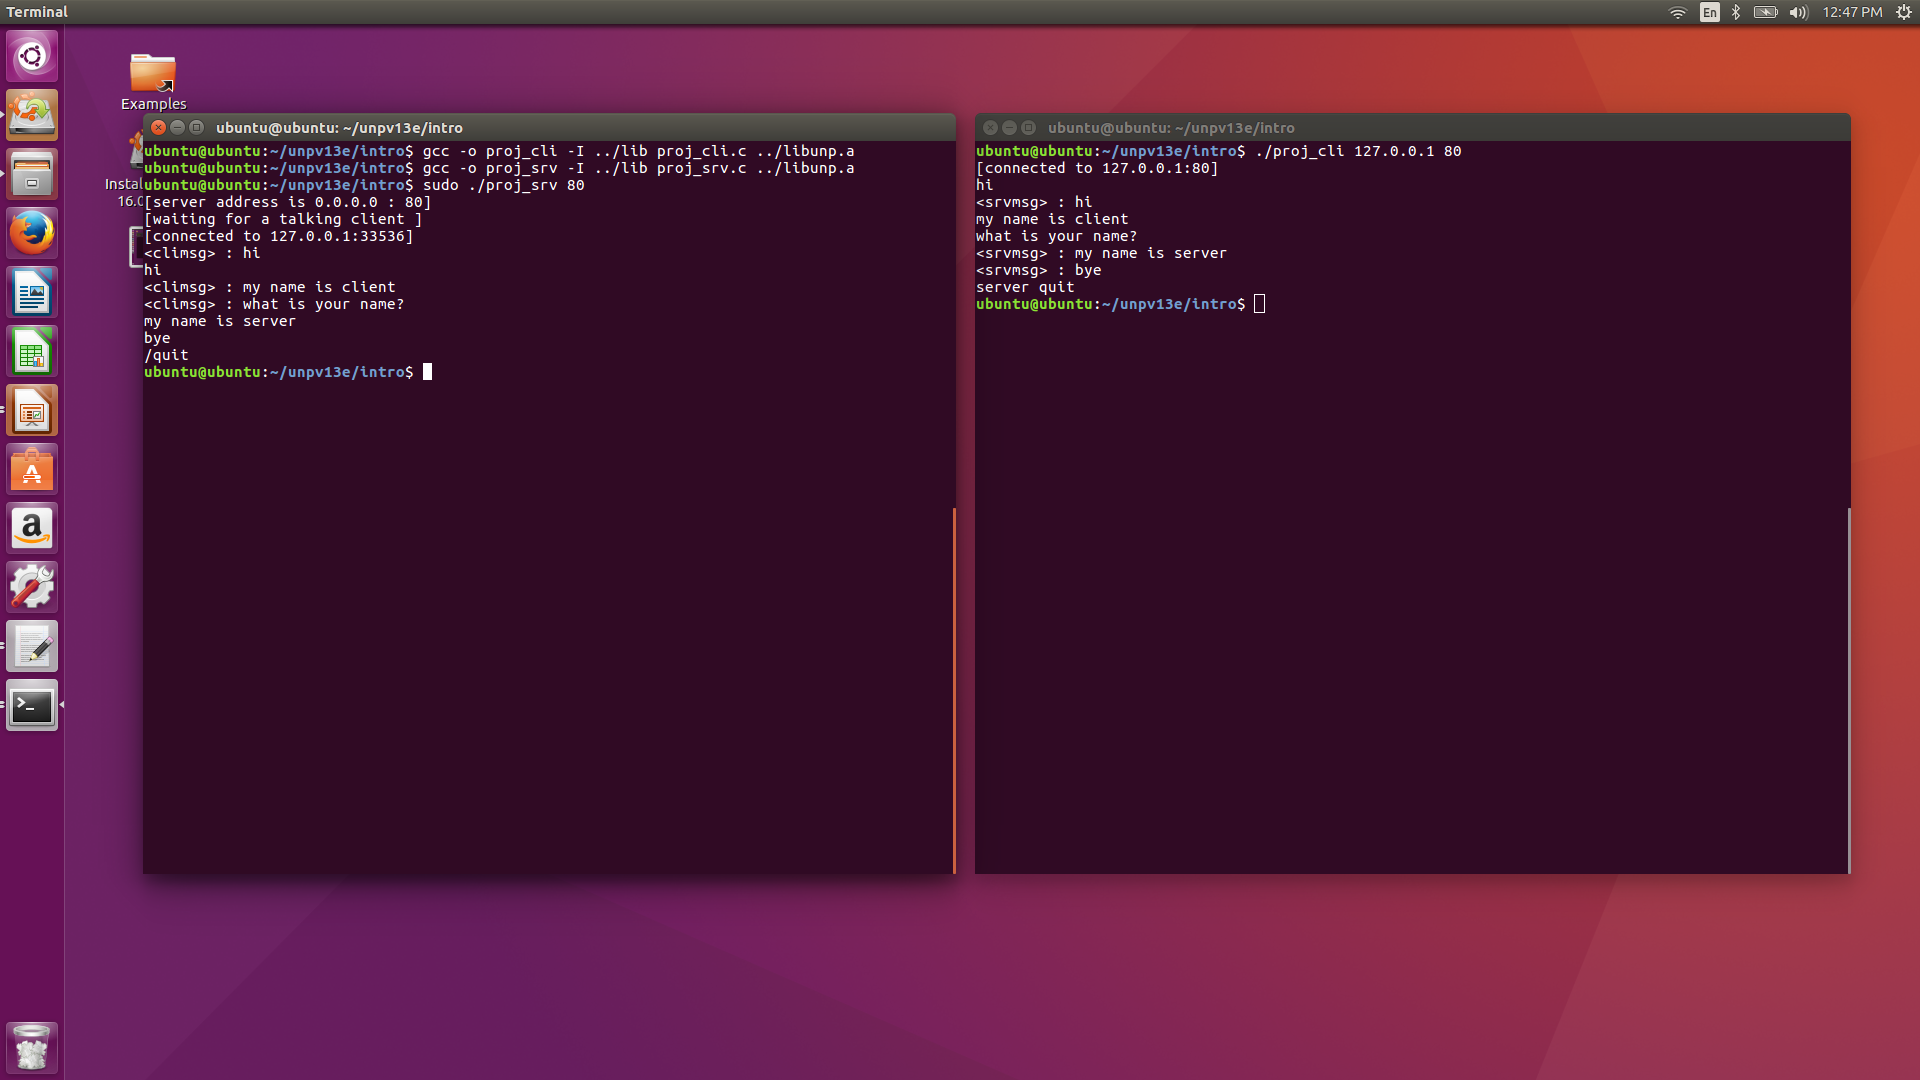 Terminal
En
12:47 PM
Examples
Instal
16.0
ubuntu@ubuntu: ~/unpv13e/intro
ubuntu@ubuntu:~/unpv13e/intro$ gcc -o proj_cli -I ../lib proj_cli.c ../libunp.a
ubuntu@ubuntu:~/unpv13e/intro$ gcc -o proj_srv -I ../lib proj_srv.c ../libunp.a
ubuntu@ubuntu:~/unpv13e/intro$ sudo ./proj_srv 80
[server address is 0.0.0.0 : 80]
[waiting for a talking client ]
[connected to 127.0.0.1:33536]
<climsg> : hi
hi
<climsg> : my name is client
<climsg> : what is your name?
my name is server
bye
/quit
ubuntu@ubuntu:~/unpv13e/intro$
ubuntu@ubuntu: ~/unpv13e/intro
ubuntu@ubuntu:~/unpv13e/intro$ ./proj_cli 127.0.0.1 80
[connected to 127.0.0.1:80]
hi
<srvmsg> : hi
my name is client
what is your name?
<srvmsg> : my name is server
<srvmsg> : bye
server quit
ubuntu@ubuntu:~/unpv13e/intro$